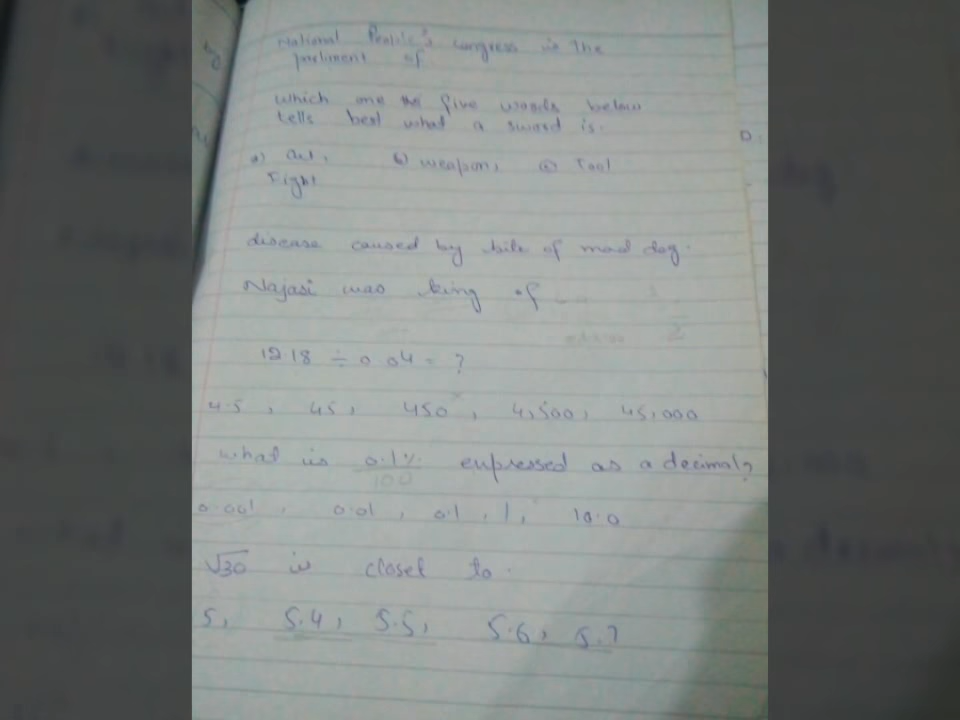 National People's congress is the
parliment of
which one the five words below
tells best what a sword is.
a) art, b) weapon, c) Tool
Fight
disease caused by bite of mad dog.
Najasi was king of
12.18 ÷ 0.04 = ?
4.5, 45, 450, 4,500, 45,000
what is 0.1% expressed as a decimal?
100
0.001, 0.01, 0.1, 1, 10.0
√30 is closet to.
5, 5.4, 5.5, 5.6, 5.7